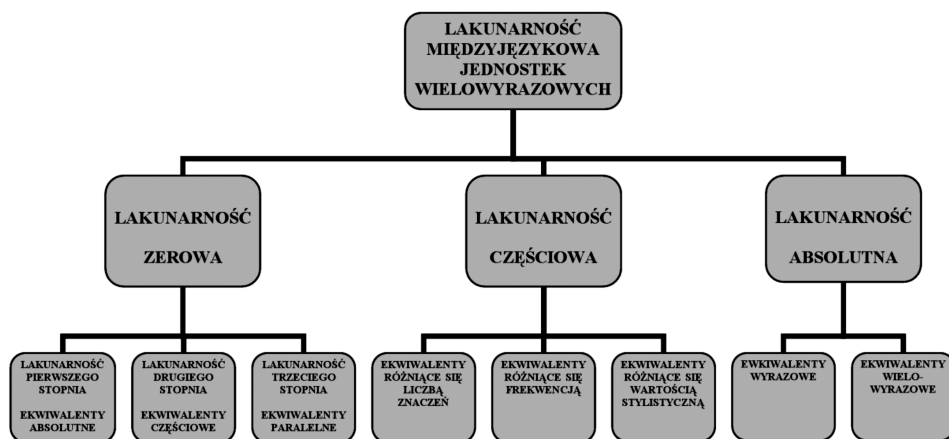 LAKUNARNOŚĆ
MIĘDZYJĘZYKOWA
JEDNOSTEK
WIELOWYRAZOWYCH
LAKUNARNOŚĆ
ZEROWA
LAKUNARNOŚĆ
CZĘŚCIOWA
LAKUNARNOŚĆ
ABSOLUTNA
LAKUNARNOŚĆ
PIERWSZEGO
STOPNIA
EKWIWALENTY
ABSOLUTNE
LAKUNARNOŚĆ
DRUGIEGO
STOPNIA
EKWIWALENTY
CZĘŚCIOWE
LAKUNARNOŚĆ
TRZECIEGO
STOPNIA
EKWIWALENTY
PARALELNE
EKWIWALENTY
RÓŻNIĄCE SIĘ
LICZBĄ
ZNACZEŃ
EKWIWALENTY
RÓŻNIĄCE SIĘ
FREKWENCJĄ
EKWIWALENTY
RÓŻNIĄCE SIĘ
WARTOŚCIĄ
STYLISTYCZNĄ
EWKIWALENTY
WYRAZOWE
EKWIWALENTY
WIELO-
WYRAZOWE